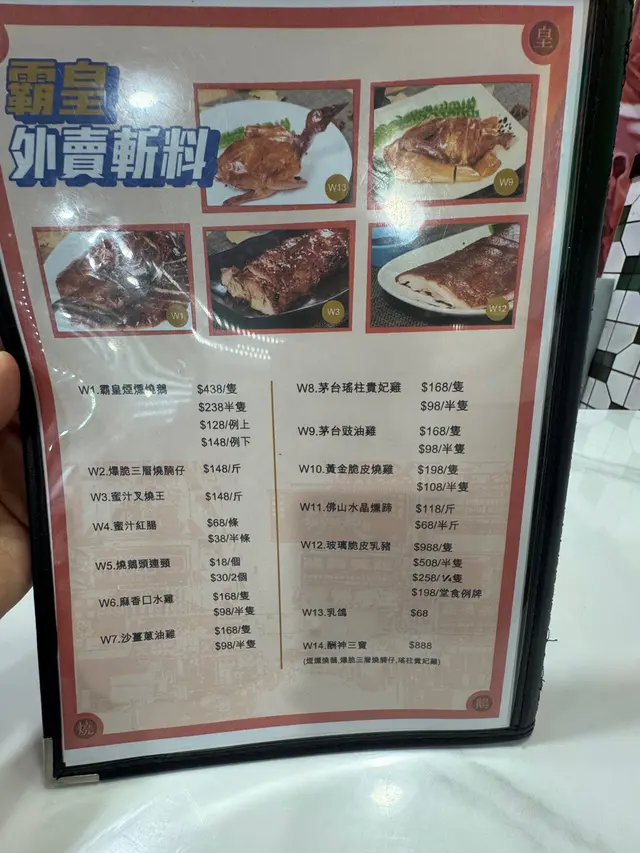 皇
霸皇
外賣斬料
W13
W9
W1
W3
W12
W1.霸皇煙燻燒鵝 $438/隻
$238半隻
$128/例上
$148/例下
W2.爆脆三層燒腩仔 $148/斤
W3.蜜汁叉燒王 $148/斤
W4.蜜汁紅腸 $68/條
$38/半條
W5.燒鵝頭連頸 $18/個
$30/2個
W6.麻香口水雞 $168/隻
$98/半隻
W7.沙薑蔥油雞 $168/隻
$98/半隻
W8.茅台瑤柱貴妃雞 $168/隻
$98/半隻
W9.茅台豉油雞 $168/隻
$98/半隻
W10.黃金脆皮燒雞 $198/隻
$108/半隻
W11.佛山水晶燻蹄 $118/斤
$68/半斤
W12.玻璃脆皮乳豬 $988/隻
$508/半隻
$258/¼隻
$198/堂食例牌
W13.乳鴿 $68
W14.酬神三寶 $888
(煙燻燒鵝,爆脆三層燒腩仔,瑤柱貴妃雞)
燒
鵝